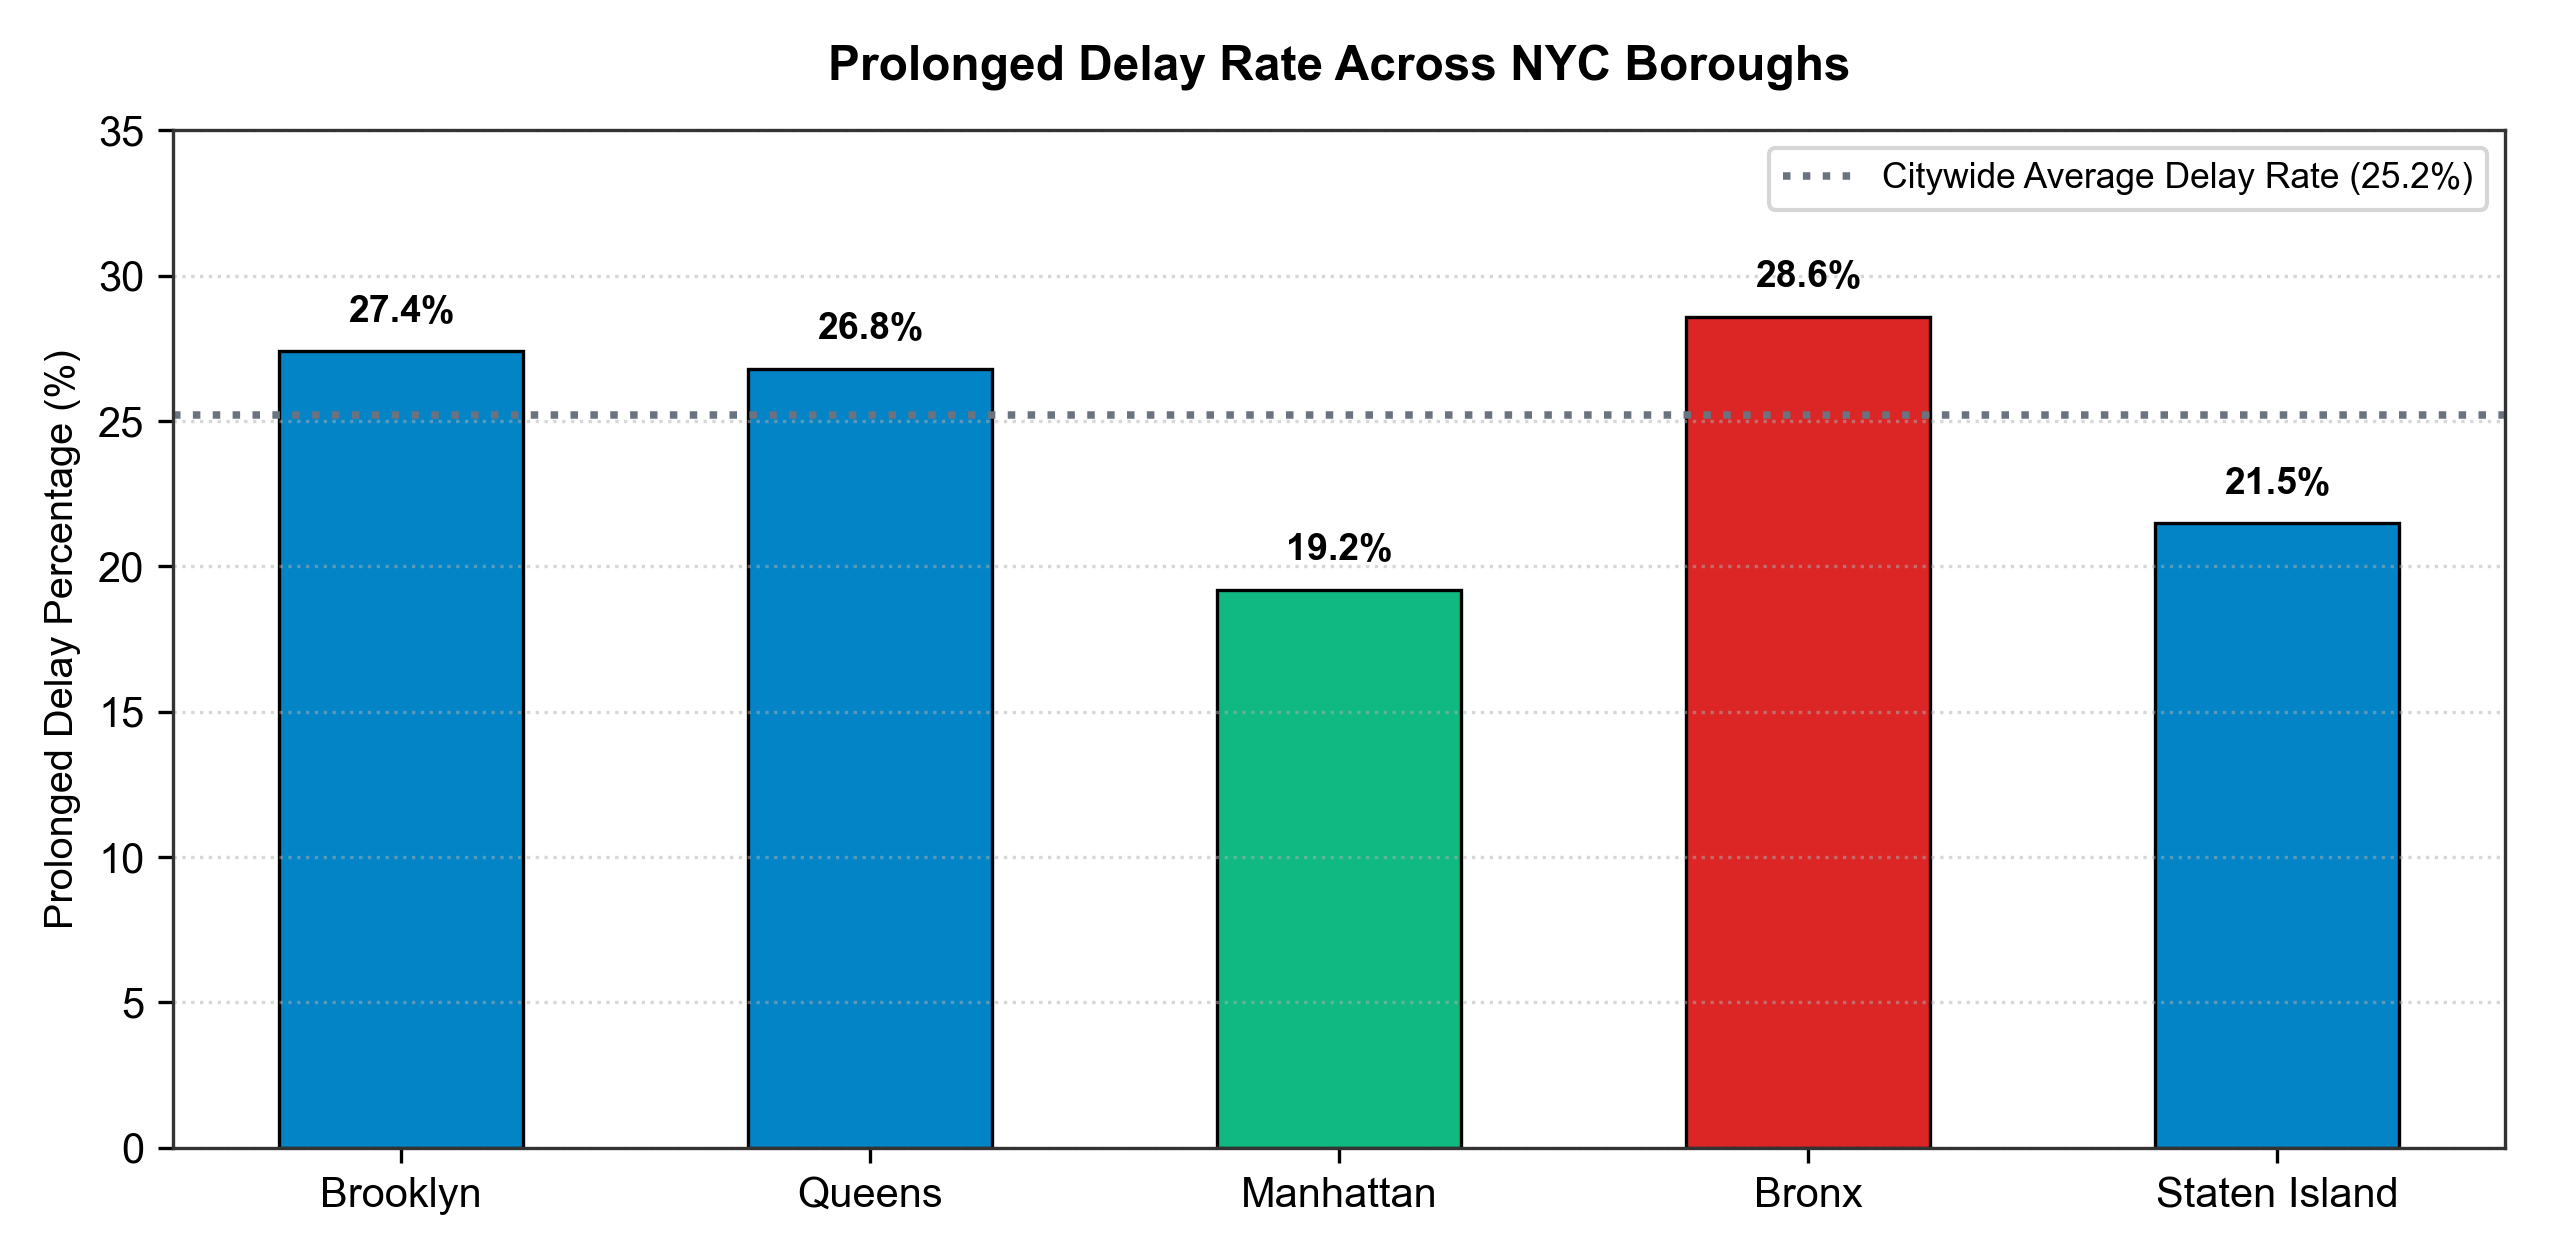 Prolonged Delay Rate Across NYC Boroughs
Prolonged Delay Percentage (%)
35
30
25
20
15
10
5
0
Citywide Average Delay Rate (25.2%)
27.4%
26.8%
19.2%
28.6%
21.5%
Brooklyn
Queens
Manhattan
Bronx
Staten Island